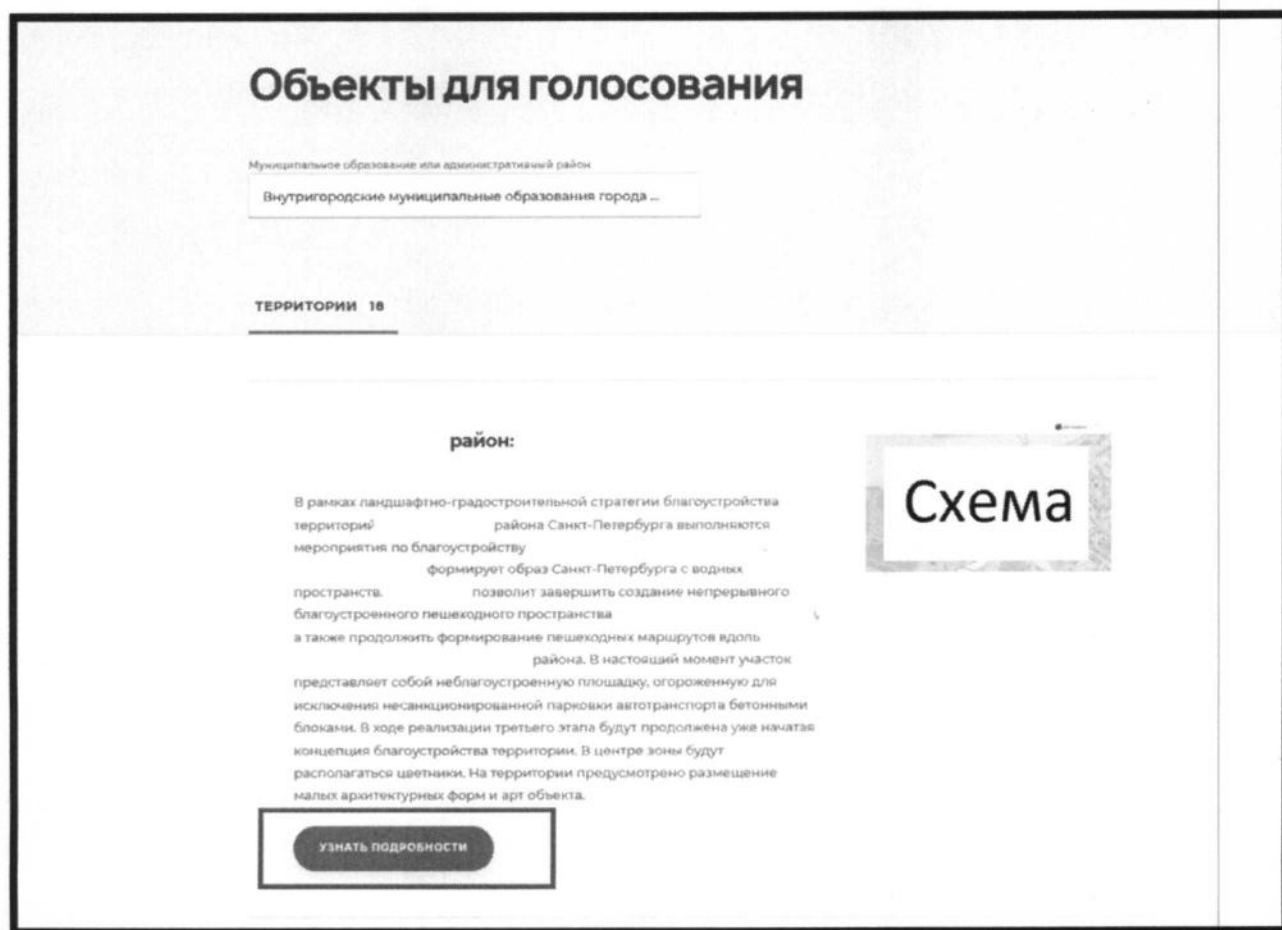 Объекты для голосования
Муниципальное образование или административный район
Внутригородские муниципальные образования города ...
ТЕРРИТОРИИ 18
район:
Схема
В рамках ландшафтно-градостроительной стратегии благоустройства
территорий района Санкт-Петербурга выполняются
мероприятия по благоустройству
формирует образ Санкт-Петербурга с водных
пространств. позволит завершить создание непрерывного
благоустроенного пешеходного пространства ,
а также продолжить формирование пешеходных маршрутов вдоль
района. В настоящий момент участок
представляет собой неблагоустроенную площадку, огороженную для
исключения несанкционированной парковки автотранспорта бетонными
блоками. В ходе реализации третьего этапа будут продолжена уже начатая
концепция благоустройства территории. В центре зоны будут
располагаться цветники. На территории предусмотрено размещение
малых архитектурных форм и арт объекта.
УЗНАТЬ ПОДРОБНОСТИ